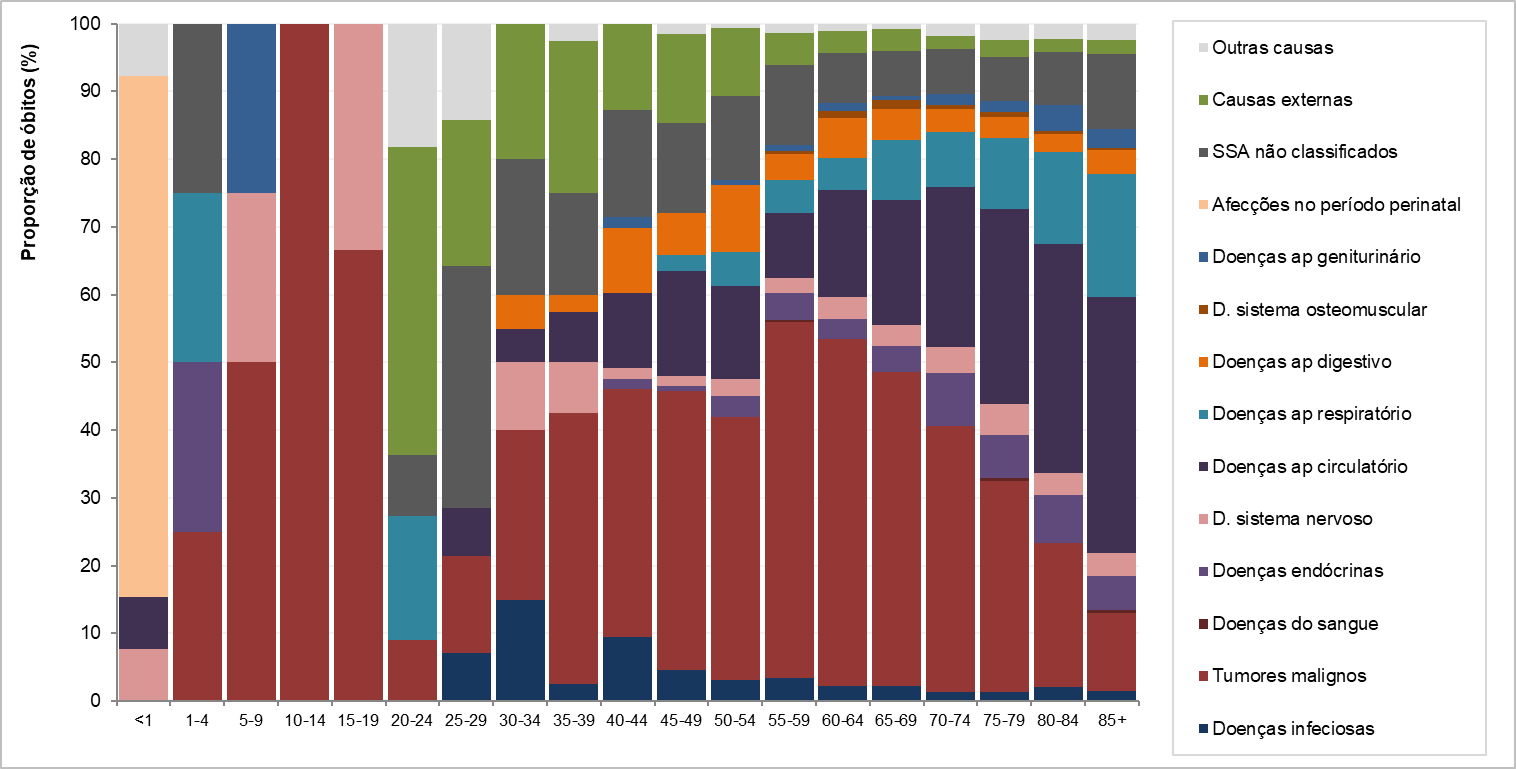 Proporção de óbitos (%)
100
90
80
70
60
50
40
30
20
10
0
<1 1-4 5-9 10-14 15-19 20-24 25-29 30-34 35-39 40-44 45-49 50-54 55-59 60-64 65-69 70-74 75-79 80-84 85+
Outras causas
Causas externas
SSA não classificados
Afecções no período perinatal
Doenças ap geniturinário
D. sistema osteomuscular
Doenças ap digestivo
Doenças ap respiratório
Doenças ap circulatório
D. sistema nervoso
Doenças endócrinas
Doenças do sangue
Tumores malignos
Doenças infeciosas